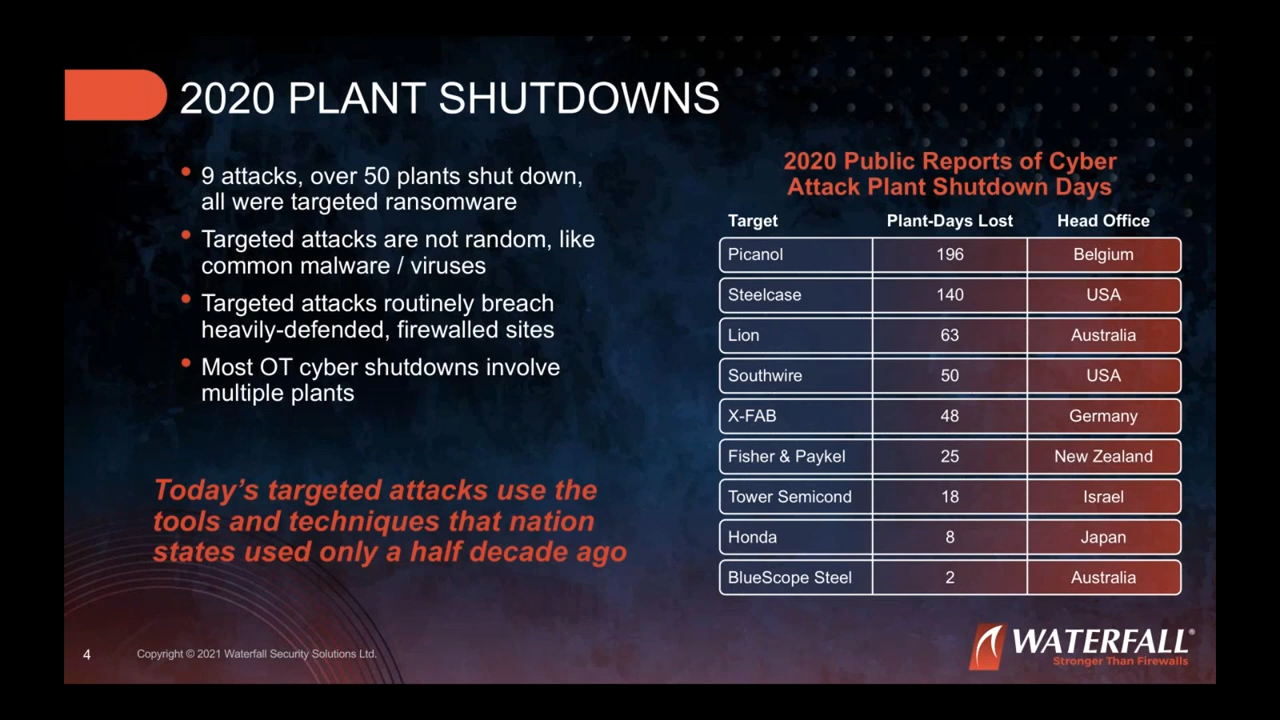 2020 PLANT SHUTDOWNS
• 9 attacks, over 50 plants shut down,
all were targeted ransomware
• Targeted attacks are not random, like
common malware / viruses
• Targeted attacks routinely breach
heavily-defended, firewalled sites
• Most OT cyber shutdowns involve
multiple plants
Today's targeted attacks use the
tools and techniques that nation
states used only a half decade ago
2020 Public Reports of Cyber
Attack Plant Shutdown Days
Target Plant-Days Lost Head Office
Picanol 196 Belgium
Steelcase 140 USA
Lion 63 Australia
Southwire 50 USA
X-FAB 48 Germany
Fisher & Paykel 25 New Zealand
Tower Semicond 18 Israel
Honda 8 Japan
BlueScope Steel 2 Australia
4 Copyright © 2021 Waterfall Security Solutions Ltd.
WATERFALL®
Stronger Than Firewalls